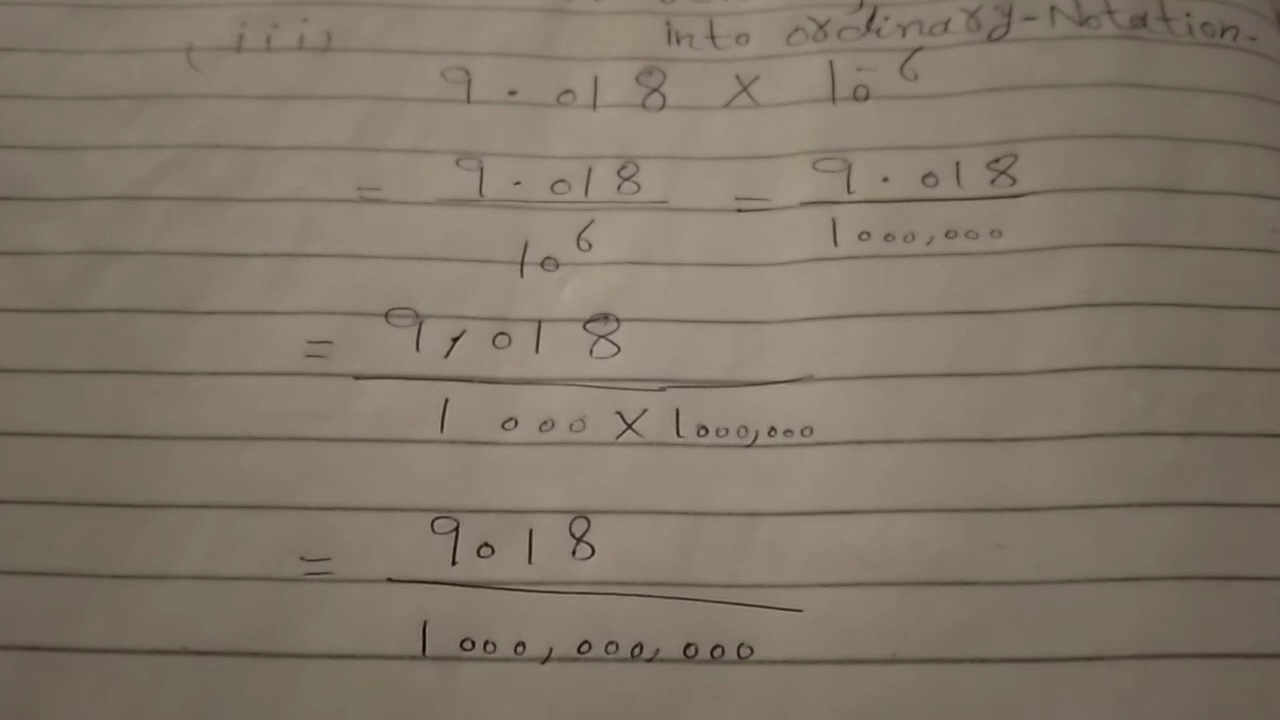 (iii) into ordinary-Notation.
9.018 × 10⁻⁶
= 9.018 / 10⁶ = 9.018 / 1000,000
= 9,018 / 1000 × 1000,000
= 9018 / 1000,000,000